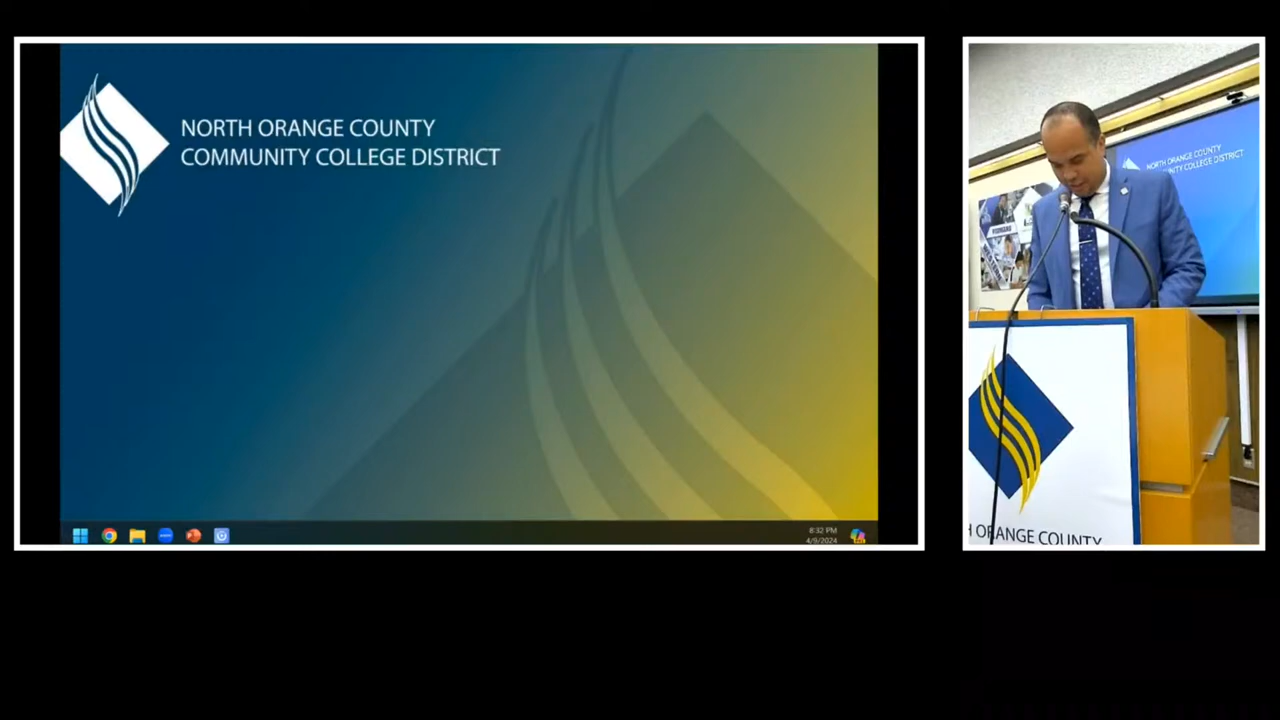 NORTH ORANGE COUNTY
COMMUNITY COLLEGE DISTRICT
8:32 PM
4/9/2024
NORTH ORANGE COUNTY
COLLEGE DISTRICT
H ORANGE COUNTY